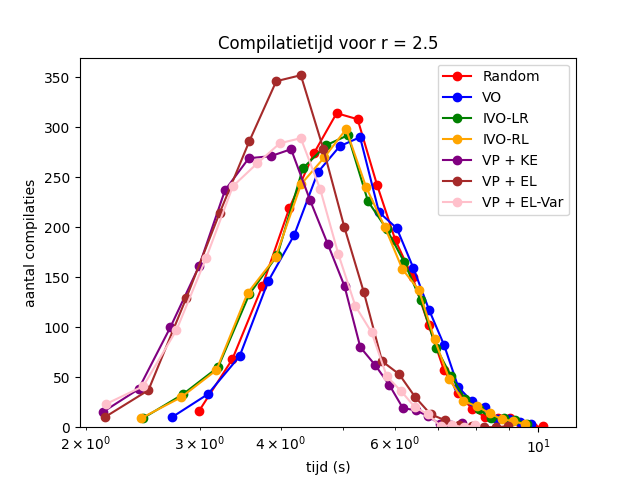 Compilatietijd voor r = 2.5
350
300
250
200
150
100
50
0
aantal compilaties
Random
VO
IVO-LR
IVO-RL
VP + KE
VP + EL
VP + EL-Var
2 × 10⁰
3 × 10⁰
4 × 10⁰
6 × 10⁰
10¹
tijd (s)